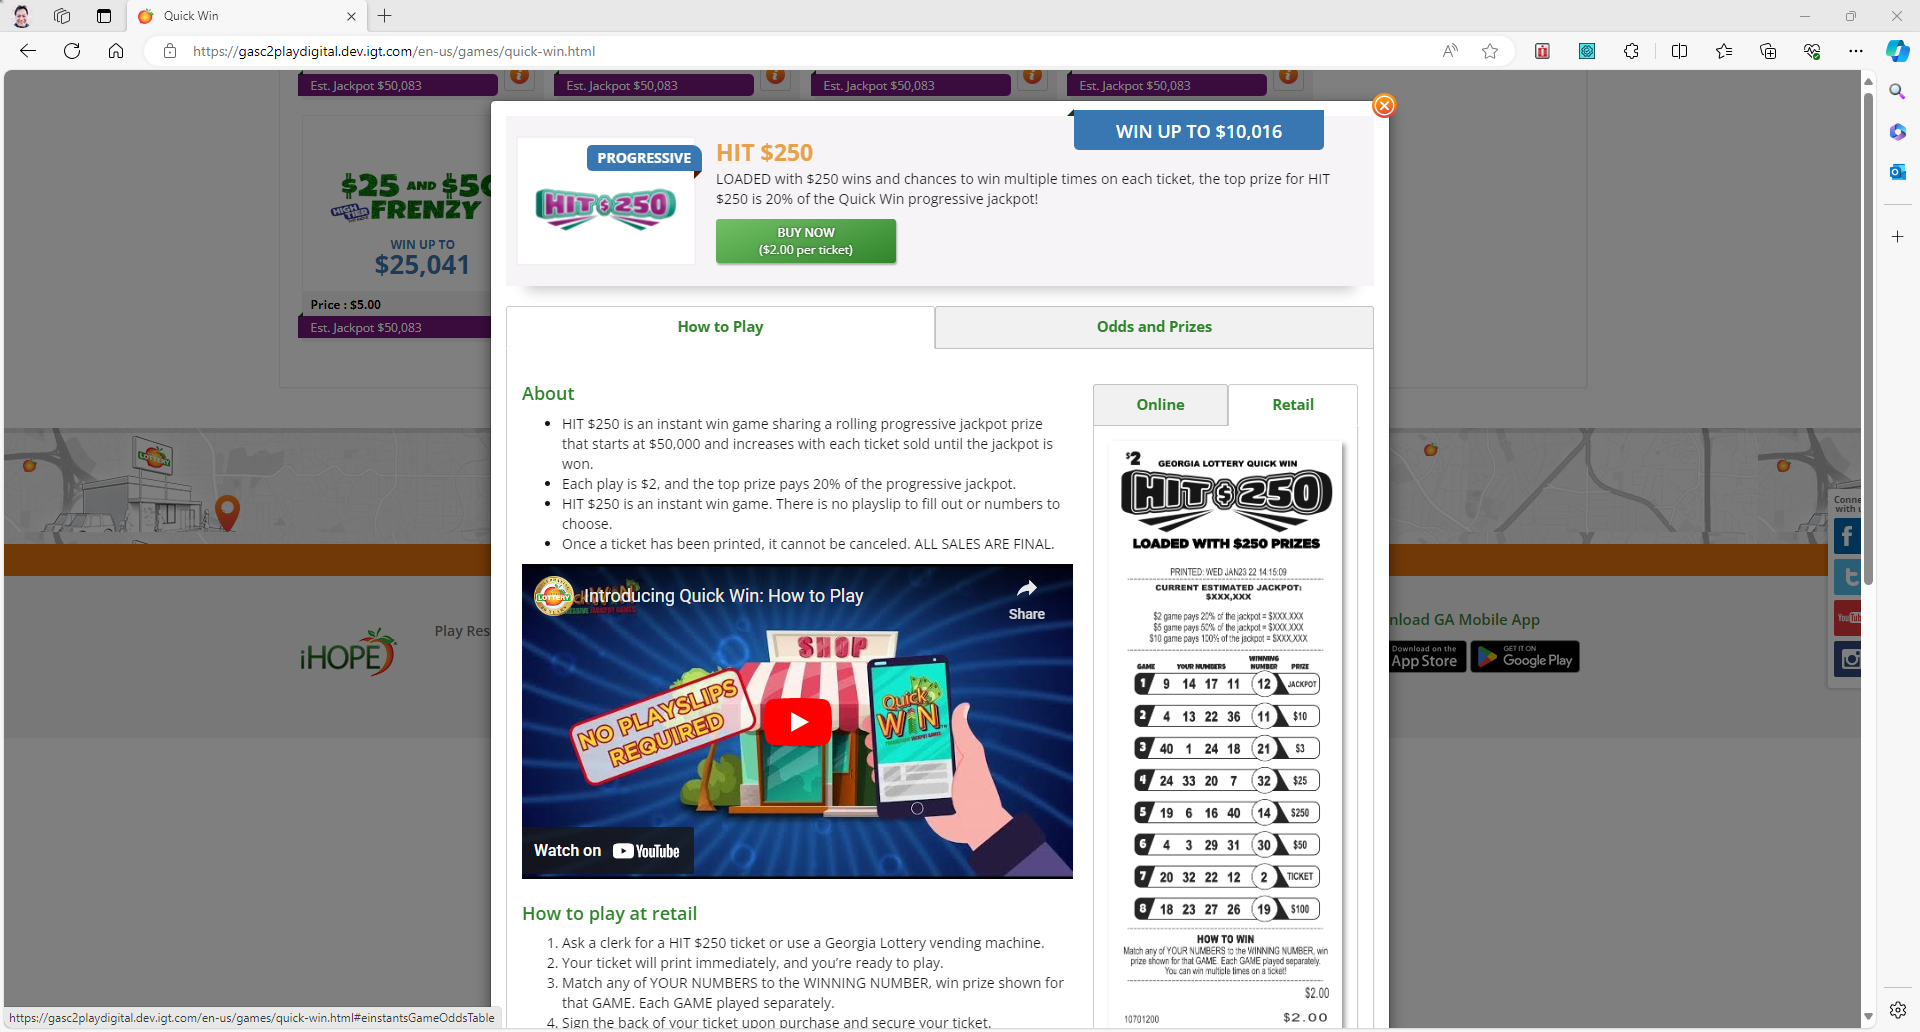 Quick Win
https://gasc2playdigital.dev.igt.com/en-us/games/quick-win.html
Est. Jackpot $50,083
Est. Jackpot $50,083
Est. Jackpot $50,083
Est. Jackpot $50,083
$25 AND $50
HIGH TIER
FRENZY
WIN UP TO
$25,041
Price : $5.00
Est. Jackpot $50,083
WIN UP TO $10,016
PROGRESSIVE
HIT $250
HIT $250
LOADED with $250 wins and chances to win multiple times on each ticket, the top prize for HIT
$250 is 20% of the Quick Win progressive jackpot!
BUY NOW
($2.00 per ticket)
How to Play
Odds and Prizes
About
HIT $250 is an instant win game sharing a rolling progressive jackpot prize
that starts at $50,000 and increases with each ticket sold until the jackpot is
won.
Each play is $2, and the top prize pays 20% of the progressive jackpot.
HIT $250 is an instant win game. There is no playslip to fill out or numbers to
choose.
Once a ticket has been printed, it cannot be canceled. ALL SALES ARE FINAL.
LOTTERY
Introducing Quick Win: How to Play
Share
SHOP
NO PLAYSLIPS
REQUIRED
Quick
WIN
Watch on YouTube
How to play at retail
1. Ask a clerk for a HIT $250 ticket or use a Georgia Lottery vending machine.
2. Your ticket will print immediately, and you're ready to play.
3. Match any of YOUR NUMBERS to the WINNING NUMBER, win prize shown for
that GAME. Each GAME played separately.
4. Sign the back of your ticket upon purchase and secure your ticket.
Online
Retail
$2
GEORGIA LOTTERY QUICK WIN
HIT $250
LOADED WITH $250 PRIZES
PRINTED: WED JAN23 22 14:15:09
CURRENT ESTIMATED JACKPOT:
$XXX,XXX
$2 game pays 20% of the jackpot = $XXX,XXX
$5 game pays 50% of the jackpot = $XXX,XXX
$10 game pays 100% of the jackpot = $XXX,XXX
GAME YOUR NUMBERS WINNING NUMBER PRIZE
1 9 14 17 11 12 JACKPOT
2 4 13 22 36 11 $10
3 40 1 24 18 21 $3
4 24 33 20 7 32 $25
5 19 6 16 40 14 $250
6 4 3 29 31 30 $50
7 20 32 22 12 2 TICKET
8 18 23 27 26 19 $100
HOW TO WIN
Match any of YOUR NUMBERS to the WINNING NUMBER, win
prize shown for that GAME. Each GAME played separately.
You can win multiple times on a ticket!
$2.00
10701200 $2.00
LOTTERY
iHOPE
Play Res
nload GA Mobile App
Download on the
App Store
GET IT ON
Google Play
Conne
with u
You Tub
https://gasc2playdigital.dev.igt.com/en-us/games/quick-win.html#einstantsGameOddsTable